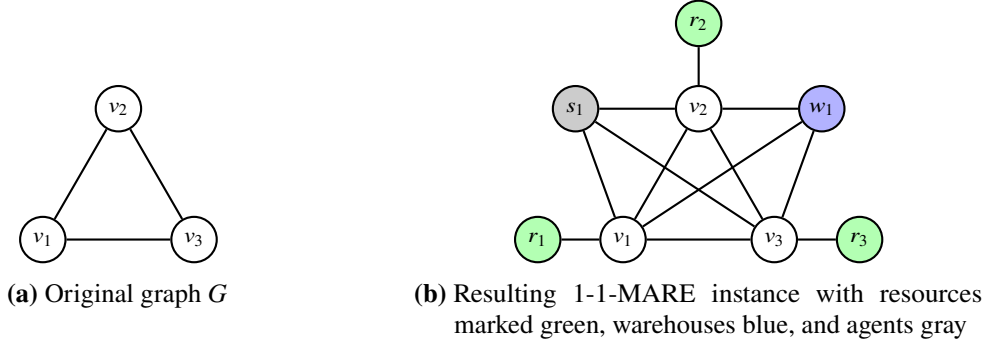 r₂
v₂
s₁
v₂
w₁
v₁
v₃
r₁
v₁
v₃
r₃
(a) Original graph G
(b) Resulting 1-1-MARE instance with resources
marked green, warehouses blue, and agents gray